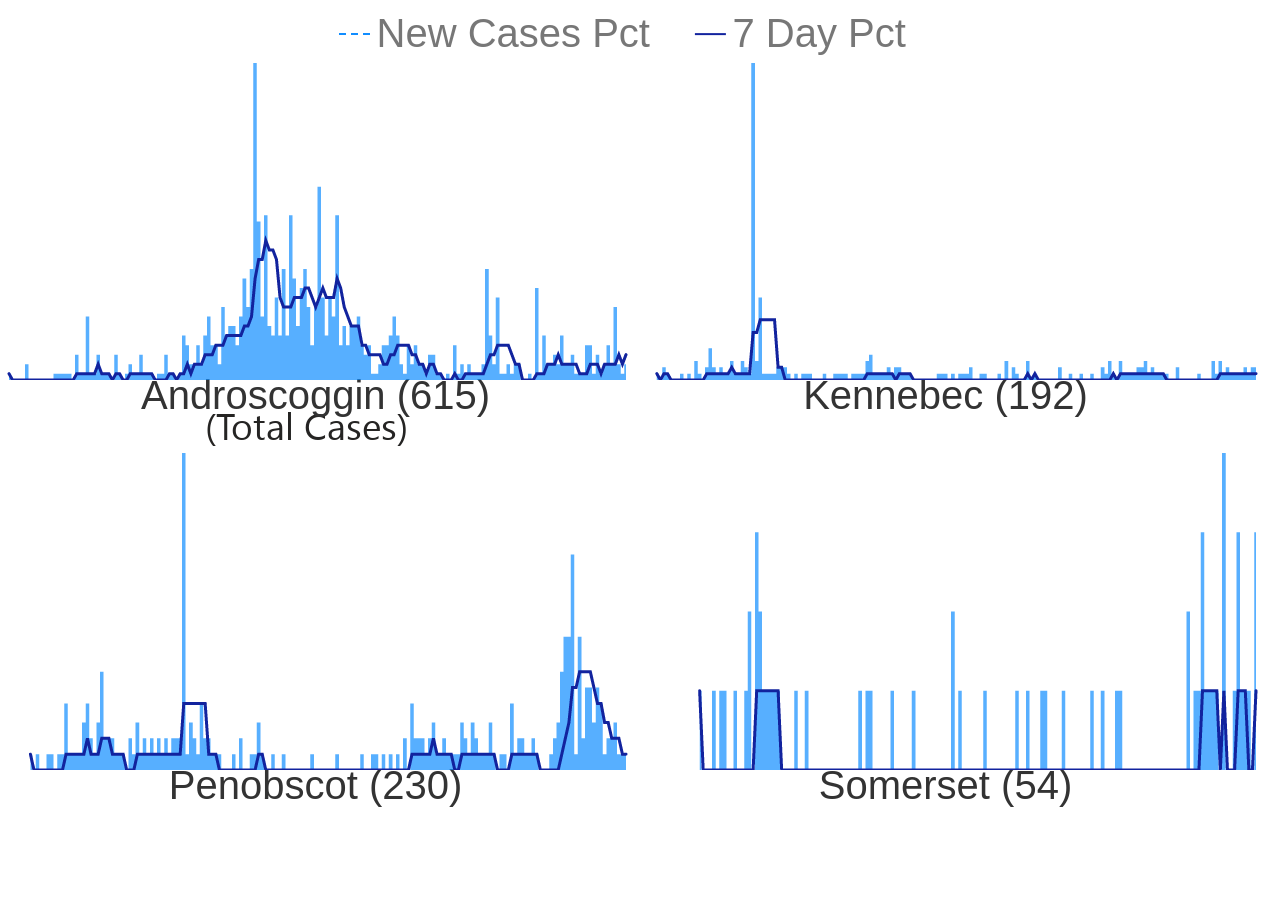 New Cases Pct 7 Day Pct
Androscoggin (615)
(Total Cases)
Kennebec (192)
Penobscot (230)
Somerset (54)